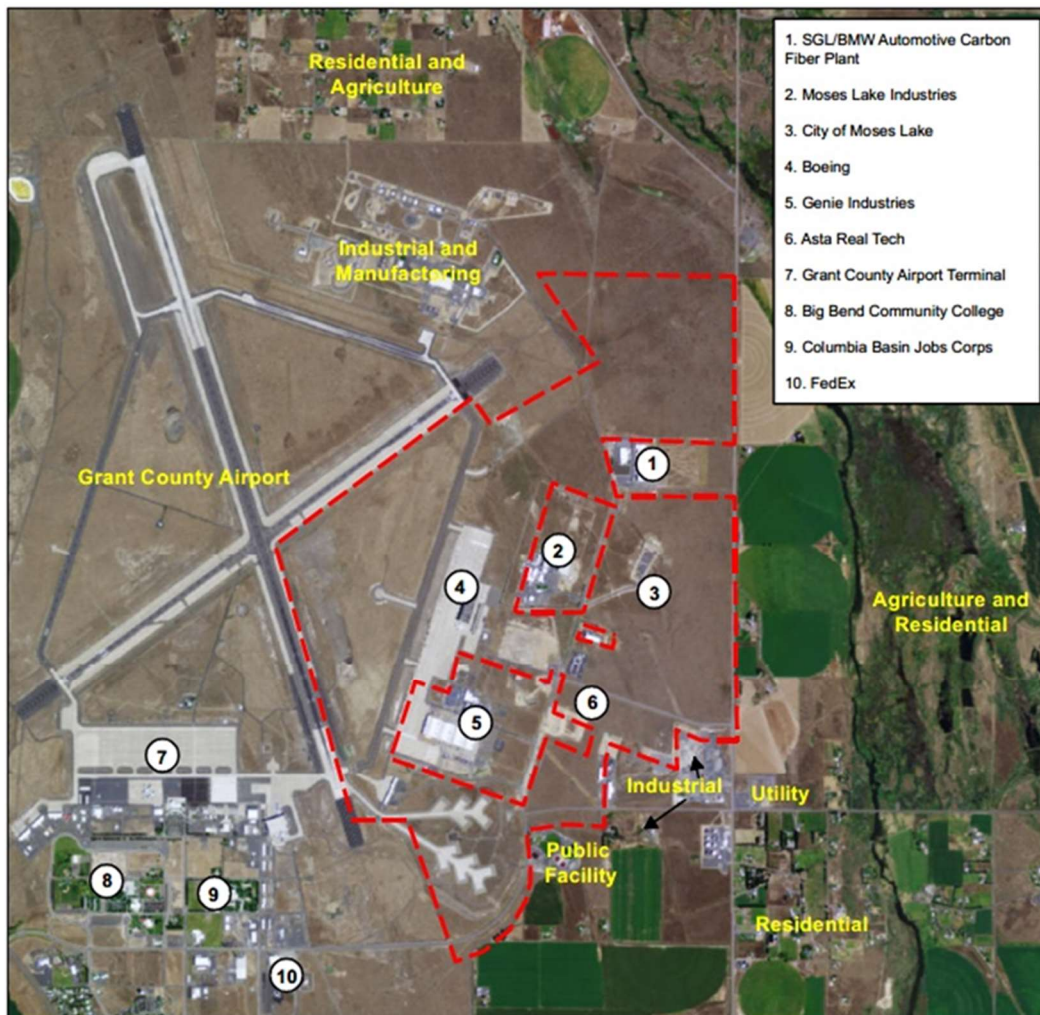 Residential and
Agriculture
1. SGL/BMW Automotive Carbon
Fiber Plant
2. Moses Lake Industries
3. City of Moses Lake
4. Boeing
5. Genie Industries
6. Asta Real Tech
7. Grant County Airport Terminal
8. Big Bend Community College
9. Columbia Basin Jobs Corps
10. FedEx
Industrial and
Manufactoring
Grant County Airport
1
2
3
4
Agriculture and
Residential
5
6
7
Industrial
Utility
Public
Facility
8
9
Residential
10